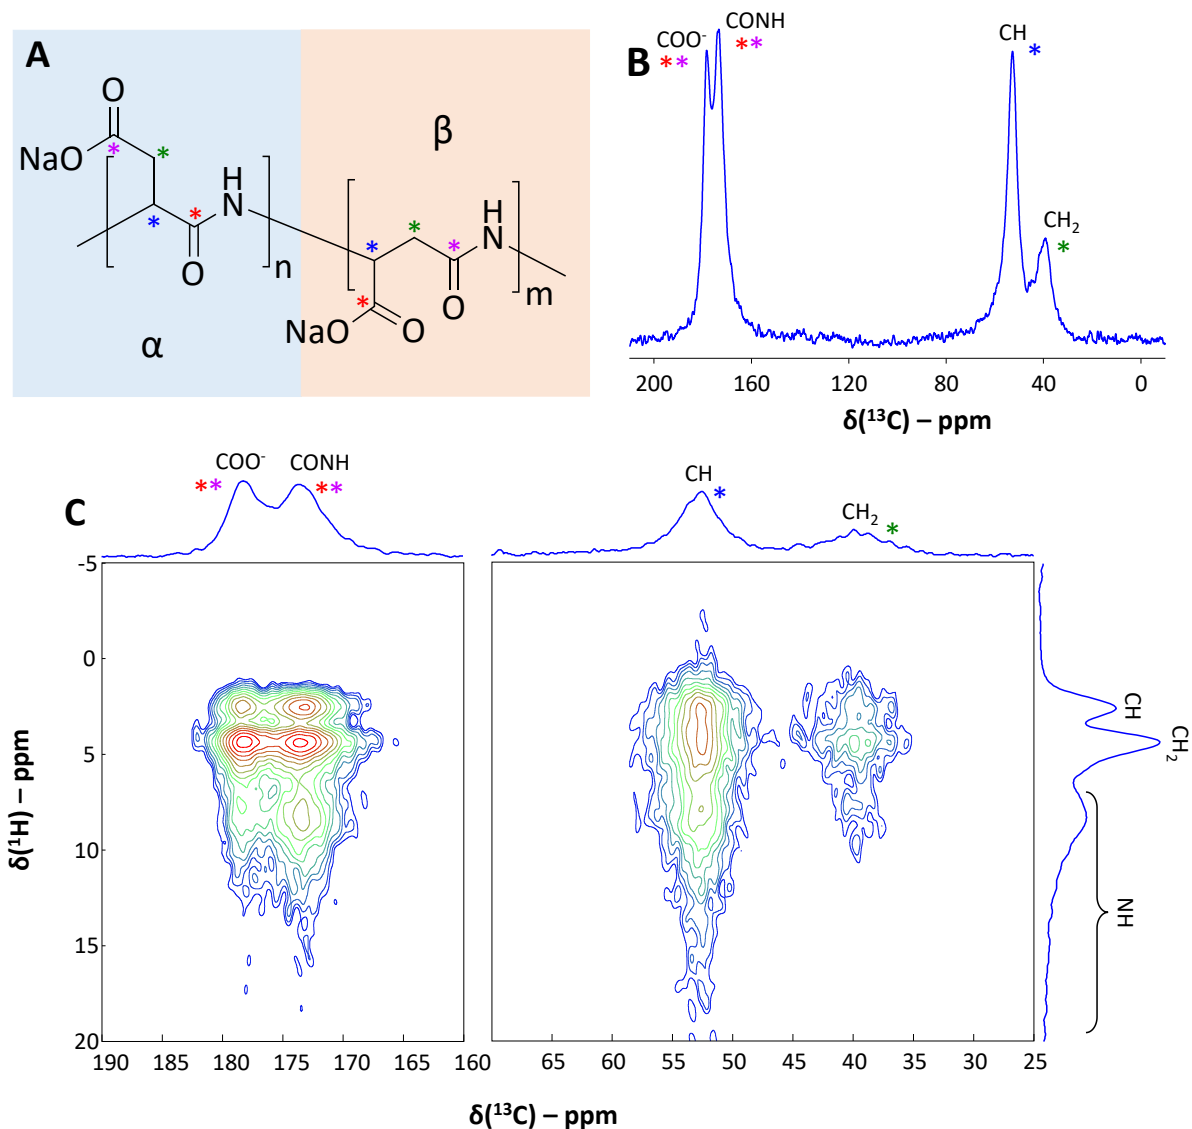 A
O
NaO
*
*
*
*
H
N
O
n
α
β
*
*
*
*
H
N
O
NaO
O
m
B
COO⁻
**
CONH
**
CH
*
CH₂
*
200
160
120
80
40
0
δ(¹³C) – ppm
C
COO⁻
**
CONH
**
CH
*
CH₂
*
-5
0
5
10
15
20
δ(¹H) – ppm
190
185
180
175
170
165
160
65
60
55
50
45
40
35
30
25
δ(¹³C) – ppm
CH
CH₂
NH